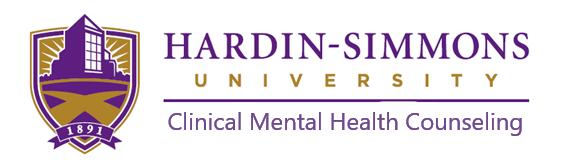 HARDIN-SIMMONS
UNIVERSITY
Clinical Mental Health Counseling
1891